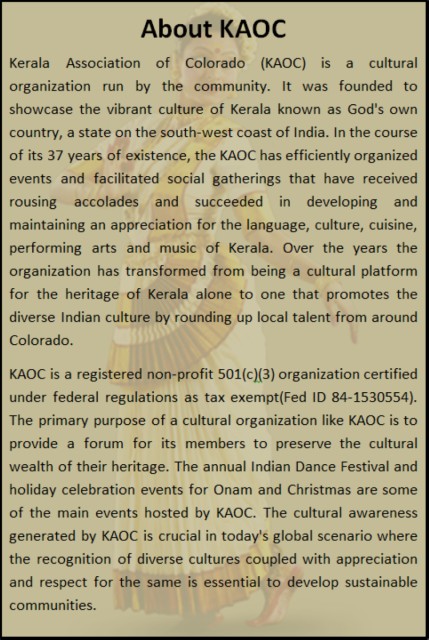 About KAOC
Kerala Association of Colorado (KAOC) is a cultural
organization run by the community. It was founded to
showcase the vibrant culture of Kerala known as God's own
country, a state on the south-west coast of India. In the course
of its 37 years of existence, the KAOC has efficiently organized
events and facilitated social gatherings that have received
rousing accolades and succeeded in developing and
maintaining an appreciation for the language, culture, cuisine,
performing arts and music of Kerala. Over the years the
organization has transformed from being a cultural platform
for the heritage of Kerala alone to one that promotes the
diverse Indian culture by rounding up local talent from around
Colorado.
KAOC is a registered non-profit 501(c)(3) organization certified
under federal regulations as tax exempt(Fed ID 84-1530554).
The primary purpose of a cultural organization like KAOC is to
provide a forum for its members to preserve the cultural
wealth of their heritage. The annual Indian Dance Festival and
holiday celebration events for Onam and Christmas are some
of the main events hosted by KAOC. The cultural awareness
generated by KAOC is crucial in today's global scenario where
the recognition of diverse cultures coupled with appreciation
and respect for the same is essential to develop sustainable
communities.